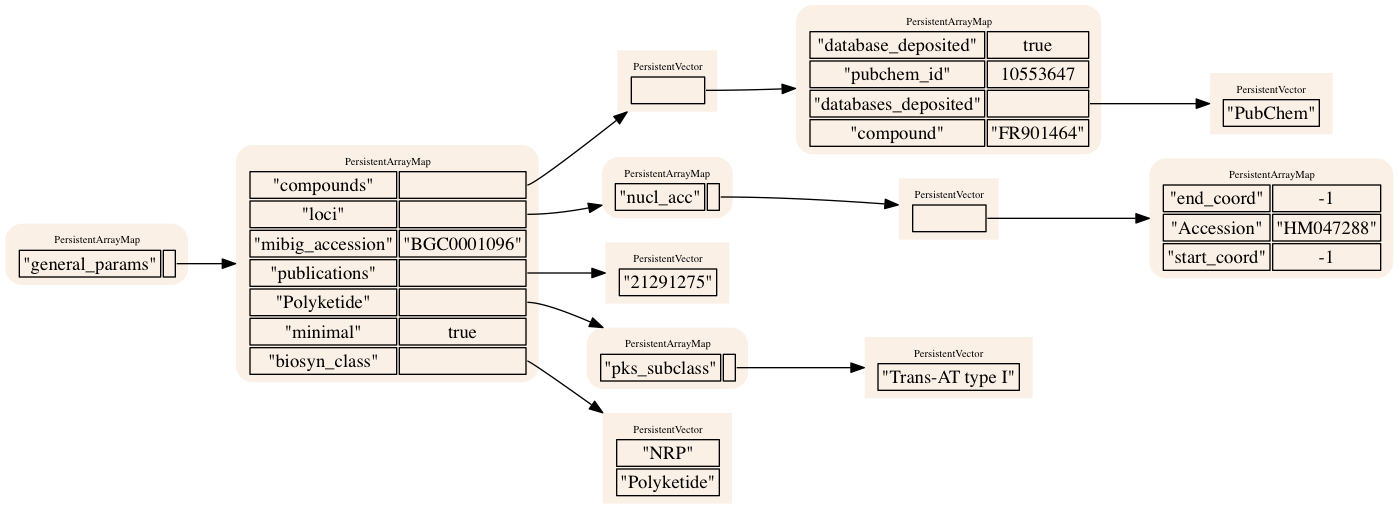 PersistentArrayMap
"general_params"
PersistentArrayMap
"compounds"
"loci"
"mibig_accession" "BGC0001096"
"publications"
"Polyketide"
"minimal" true
"biosyn_class"
PersistentVector
PersistentArrayMap
"database_deposited" true
"pubchem_id" 10553647
"databases_deposited"
"compound" "FR901464"
PersistentVector
"PubChem"
PersistentArrayMap
"nucl_acc"
PersistentVector
PersistentArrayMap
"end_coord" -1
"Accession" "HM047288"
"start_coord" -1
PersistentVector
"21291275"
PersistentArrayMap
"pks_subclass"
PersistentVector
"Trans-AT type I"
PersistentVector
"NRP"
"Polyketide"